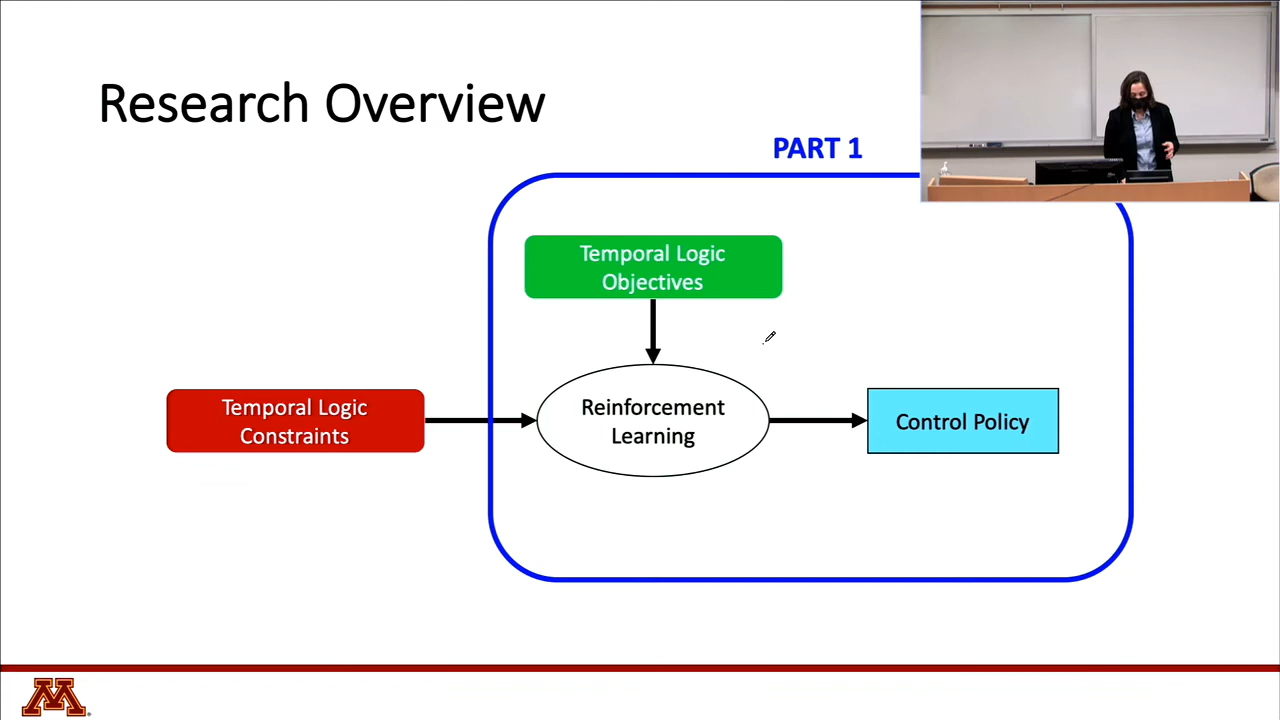 Research Overview
PART 1
Temporal Logic
Objectives
Temporal Logic
Constraints
Reinforcement
Learning
Control Policy
M